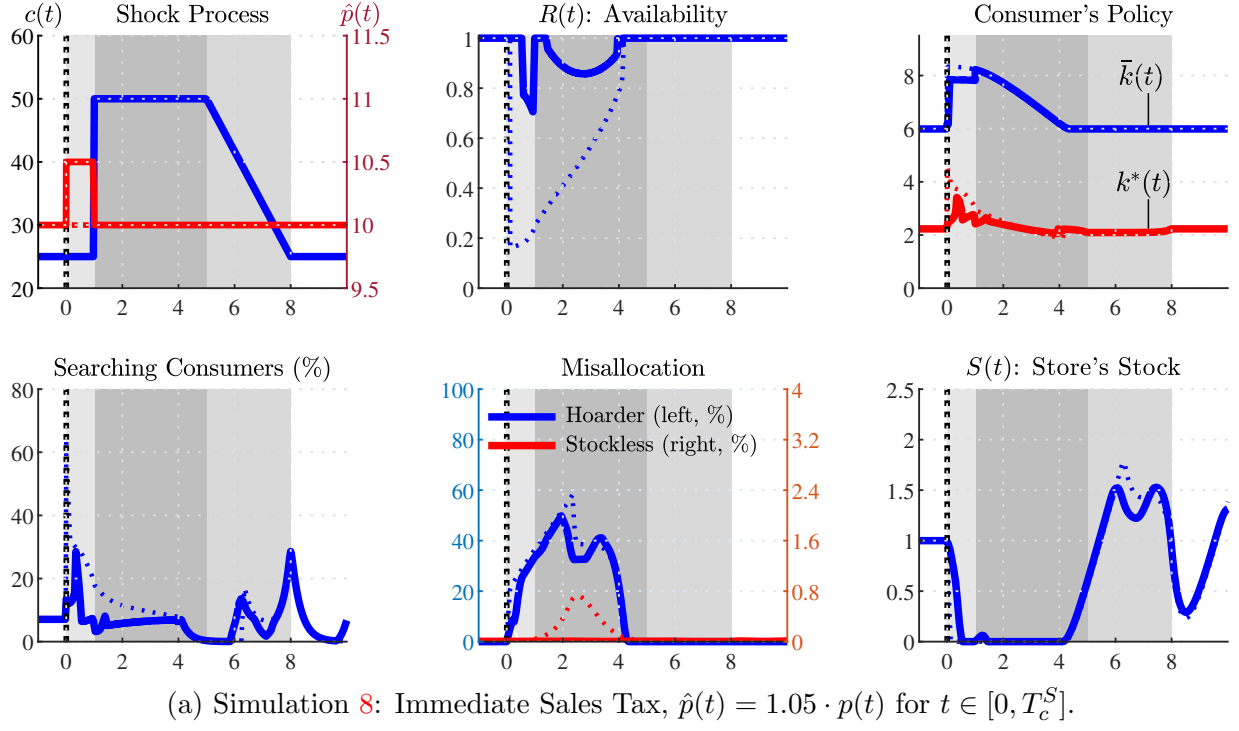 c(t) Shock Process p̂(t)
60 11.5
50 11
40 10.5
30 10
20 9.5
0 2 4 6 8
R(t): Availability
1
0.8
0.6
0.4
0.2
0
0 2 4 6 8
Consumer's Policy
8
6
4
2
0
k̄(t)
k*(t)
0 2 4 6 8
Searching Consumers (%)
80
60
40
20
0
0 2 4 6 8
Misallocation
100 4
80 3.2
60 2.4
40 1.6
20 0.8
0 0
Hoarder (left, %)
Stockless (right, %)
0 2 4 6 8
S(t): Store's Stock
2.5
2
1.5
1
0.5
0
0 2 4 6 8
(a) Simulation 8: Immediate Sales Tax, p̂(t) = 1.05 · p(t) for t ∈ [0, T_c^S].